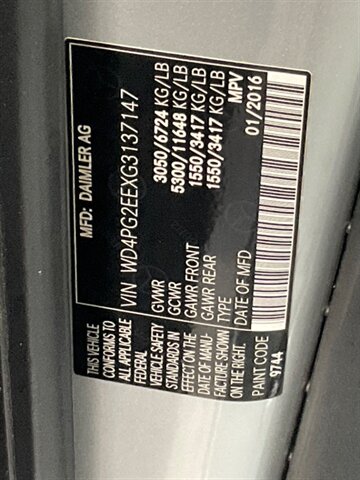 MFD: DAIMLER AG
VIN WD4PG2EEXG3137147
GVWR 3050/6724 KG/LB
GCWR 5300/11648 KG/LB
GAWR FRONT 1550/3417 KG/LB
GAWR REAR 1550/3417 KG/LB
TYPE MPV
DATE OF MFD 01/2016
THIS VEHICLE
CONFORMS TO
ALL APPLICABLE
FEDERAL
VEHICLE SAFETY
STANDARDS IN
EFFECT ON THE
DATE OF MANU-
FACTURE SHOWN
ON THE RIGHT.
PAINT CODE
9744